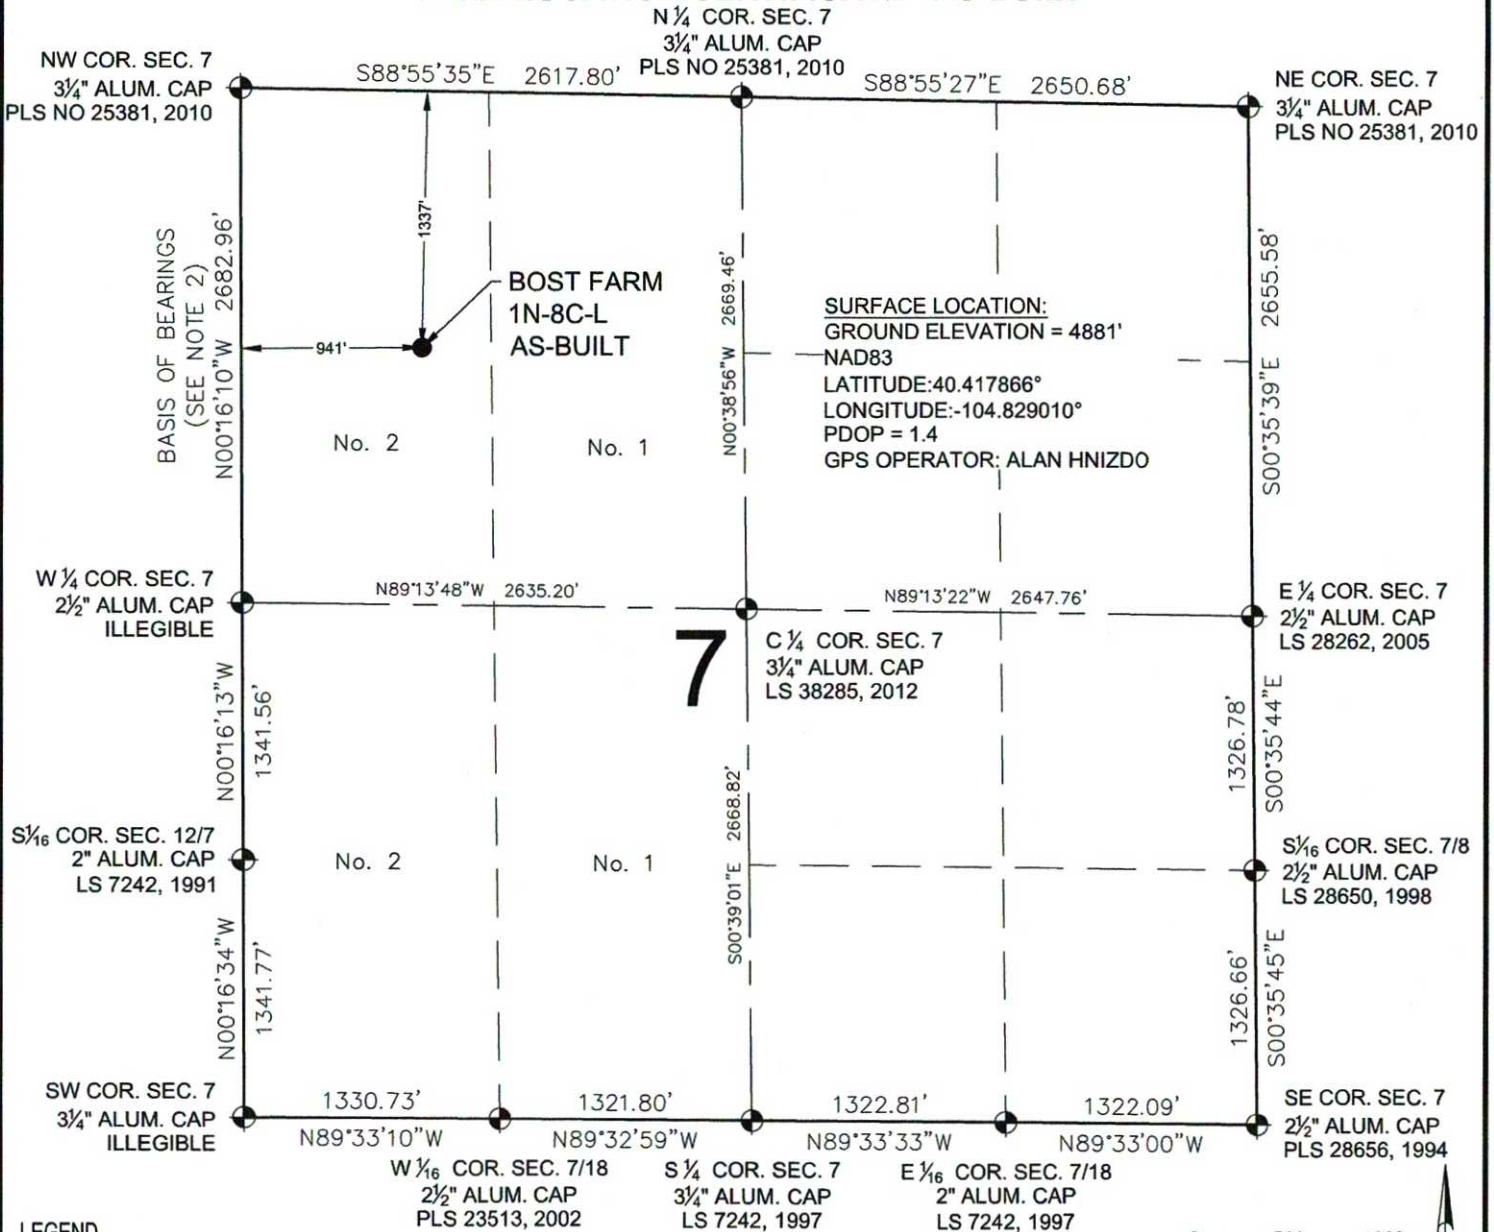 N ¼ COR. SEC. 7
3¼" ALUM. CAP
PLS NO 25381, 2010
NW COR. SEC. 7
3¼" ALUM. CAP
PLS NO 25381, 2010
S88°55'35"E 2617.80'
S88°55'27"E 2650.68'
NE COR. SEC. 7
3¼" ALUM. CAP
PLS NO 25381, 2010
1337'
BASIS OF BEARINGS
(SEE NOTE 2)
N00°16'10"W 2682.96'
941'
BOST FARM
1N-8C-L
AS-BUILT
N00°38'56"W 2669.46'
SURFACE LOCATION:
GROUND ELEVATION = 4881'
NAD83
LATITUDE:40.417866°
LONGITUDE:-104.829010°
PDOP = 1.4
GPS OPERATOR: ALAN HNIZDO
S00°35'39"E 2655.58'
No. 2
No. 1
W ¼ COR. SEC. 7
2½" ALUM. CAP
ILLEGIBLE
N89°13'48"W 2635.20'
N89°13'22"W 2647.76'
E ¼ COR. SEC. 7
2½" ALUM. CAP
LS 28262, 2005
7
C ¼ COR. SEC. 7
3¼" ALUM. CAP
LS 38285, 2012
N00°16'13"W
1341.56'
1326.78'
S00°35'44"E
S00°39'01"E 2668.82'
S1⁄16 COR. SEC. 12/7
2" ALUM. CAP
LS 7242, 1991
No. 2
No. 1
S1⁄16 COR. SEC. 7/8
2½" ALUM. CAP
LS 28650, 1998
N00°16'34"W
1341.77'
1326.66'
S00°35'45"E
SW COR. SEC. 7
3¼" ALUM. CAP
ILLEGIBLE
1330.73'
N89°33'10"W
1321.80'
N89°32'59"W
1322.81'
N89°33'33"W
1322.09'
N89°33'00"W
SE COR. SEC. 7
2½" ALUM. CAP
PLS 28656, 1994
W 1⁄16 COR. SEC. 7/18
2½" ALUM. CAP
PLS 23513, 2002
S ¼ COR. SEC. 7
3¼" ALUM. CAP
LS 7242, 1997
E 1⁄16 COR. SEC. 7/18
2" ALUM. CAP
LS 7242, 1997
LEGEND